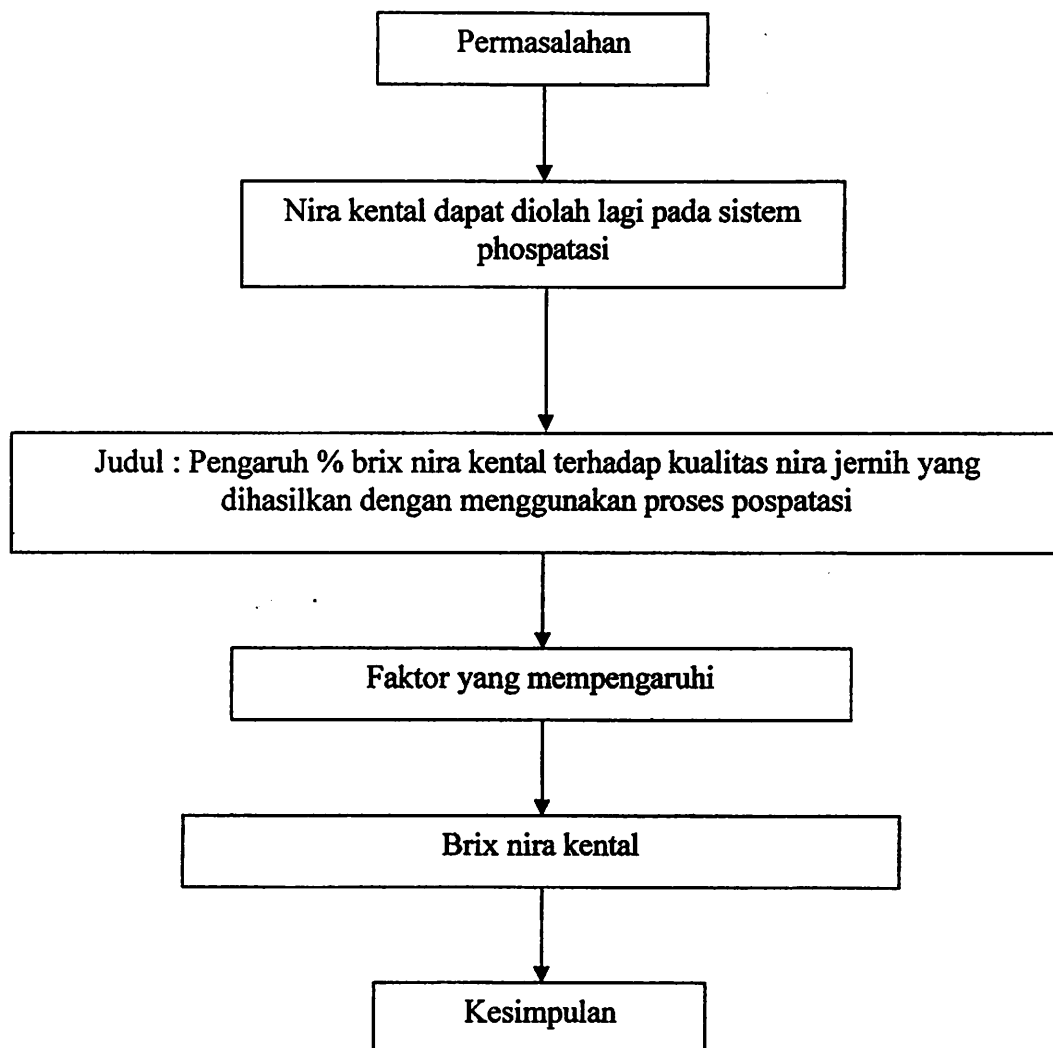 Permasalahan
Nira kental dapat diolah lagi pada sistem
phospatasi
Judul : Pengaruh % brix nira kental terhadap kualitas nira jernih yang
dihasilkan dengan menggunakan proses pospatasi
Faktor yang mempengaruhi
Brix nira kental
Kesimpulan